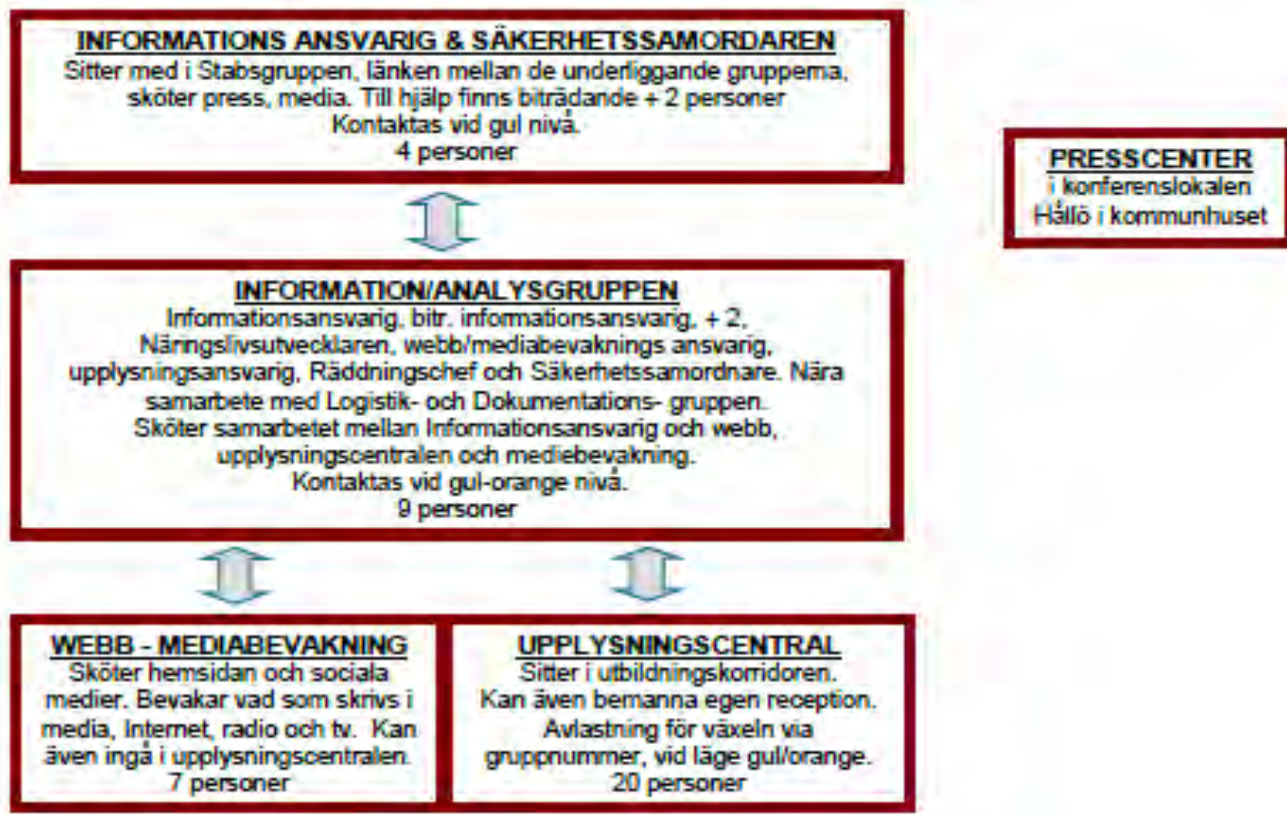 INFORMATIONS ANSVARIG & SÄKERHETSSAMORDAREN
Sitter med i Stabsgruppen, länken mellan de underliggande grupperna,
sköter press, media. Till hjälp finns biträdande + 2 personer
Kontaktas vid gul nivå.
4 personer
PRESSCENTER
i konferenslokalen
Hållö i kommunhuset
INFORMATION/ANALYSGRUPPEN
Informationsansvarig, bitr. informationsansvarig, + 2,
Näringslivsutvecklaren, webb/mediabevaknings ansvarig,
upplysningsansvarig, Räddningschef och Säkerhetssamordnare. Nära
samarbete med Logistik- och Dokumentations- gruppen.
Sköter samarbetet mellan Informationsansvarig och webb,
upplysningscentralen och mediebevakning.
Kontaktas vid gul-orange nivå.
9 personer
WEBB - MEDIABEVAKNING
Sköter hemsidan och sociala
medier. Bevakar vad som skrivs i
media, Internet, radio och tv. Kan
även ingå i upplysningscentralen.
7 personer
UPPLYSNINGSCENTRAL
Sitter i utbildningskorridoren.
Kan även bemanna egen reception.
Avlastning för växeln via
gruppnummer, vid läge gul/orange.
20 personer